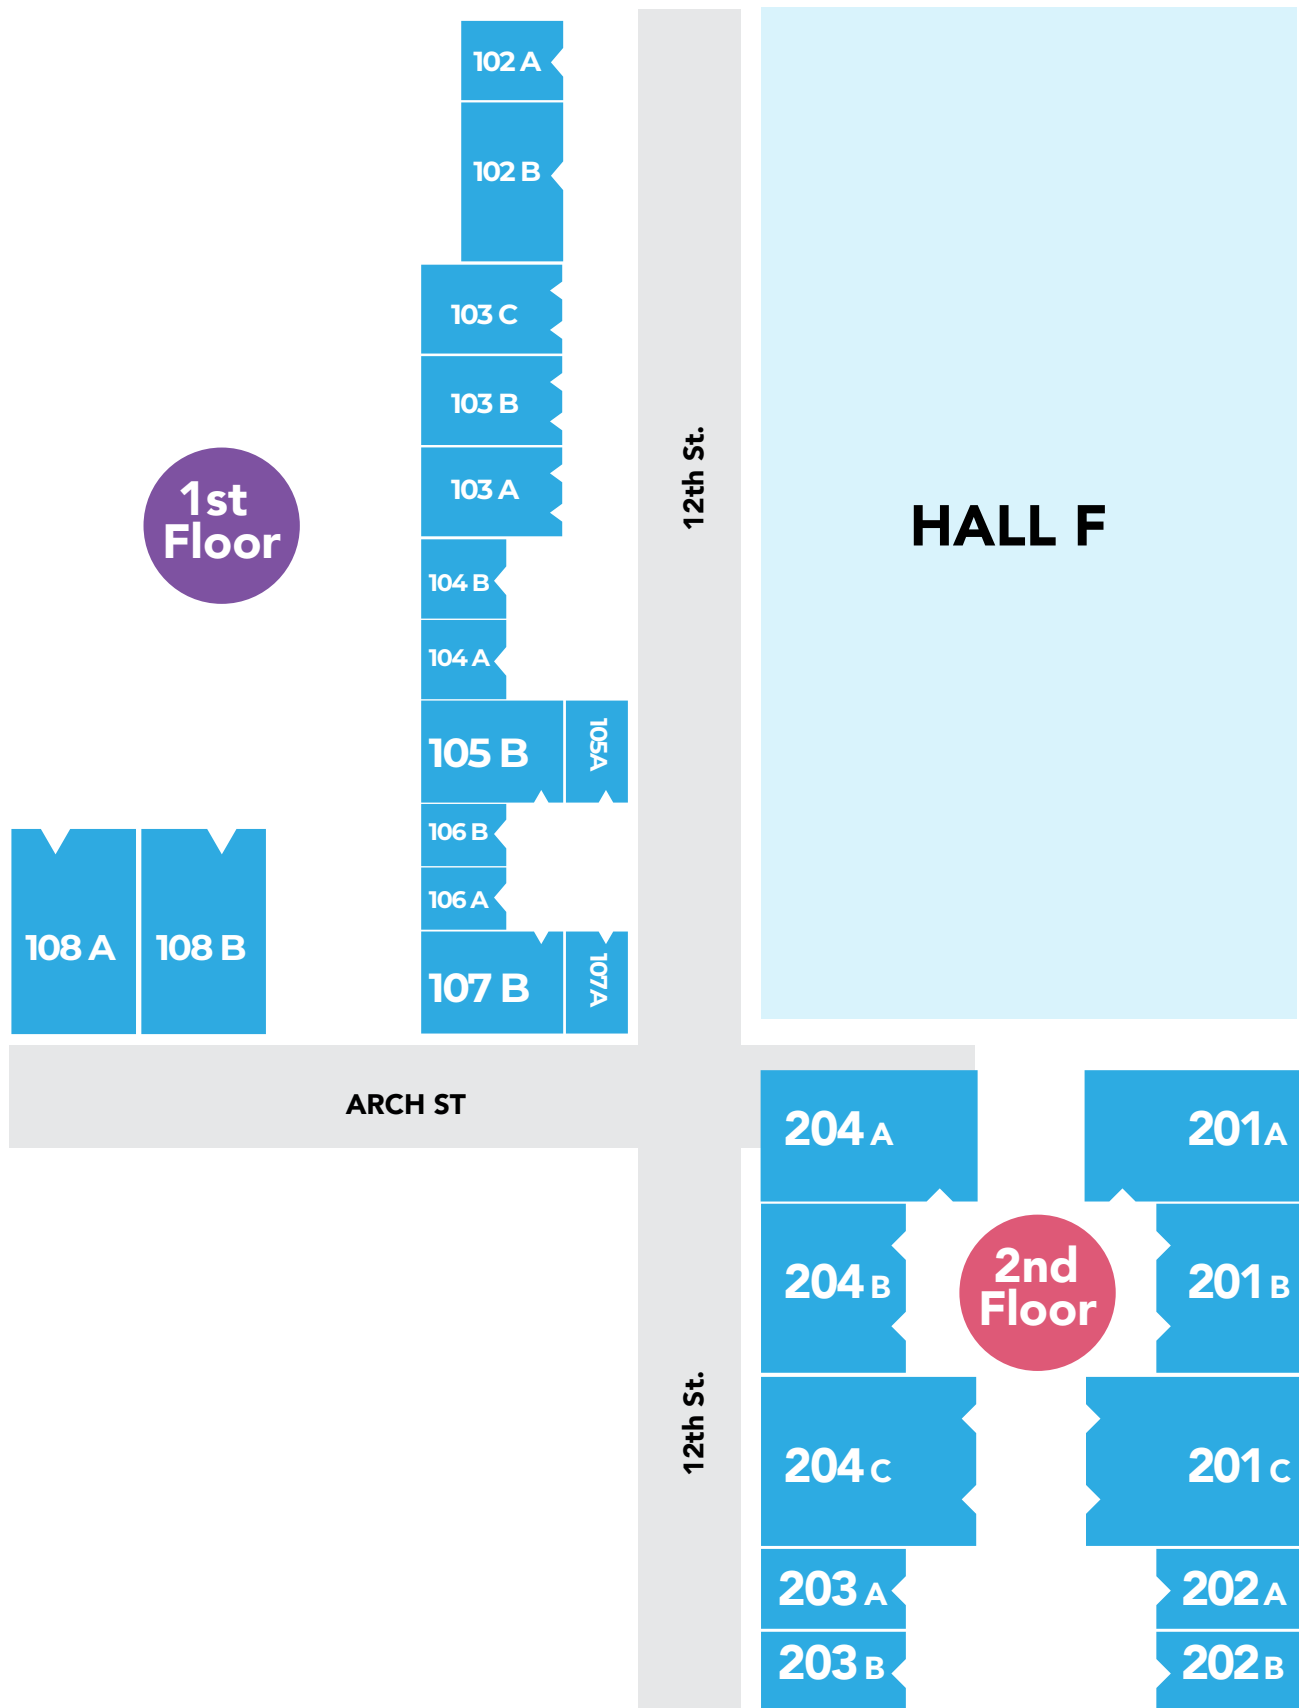 102 A
102 B
103 C
103 B
103 A
104 B
104 A
105 B
105A
106 B
106 A
107 B
107A
1st
Floor
108 A
108 B
12th St.
HALL F
ARCH ST
12th St.
204 A
204 B
204 C
203 A
203 B
2nd
Floor
201A
201 B
201 C
202 A
202 B